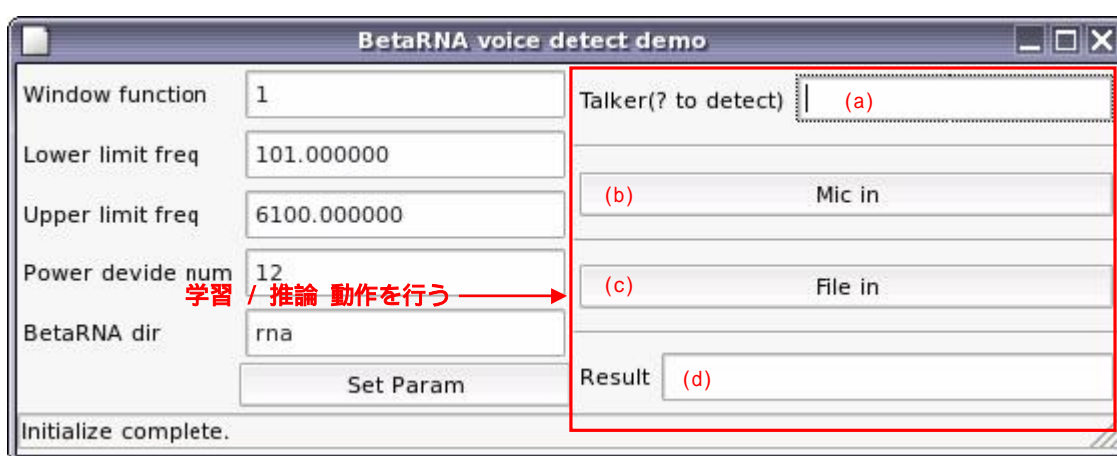 BetaRNA voice detect demo
Window function 1
Lower limit freq 101.000000
Upper limit freq 6100.000000
Power devide num 12
学習 / 推論 動作を行う
BetaRNA dir rna
Set Param
Talker(? to detect) (a)
(b) Mic in
(c) File in
Result (d)
Initialize complete.